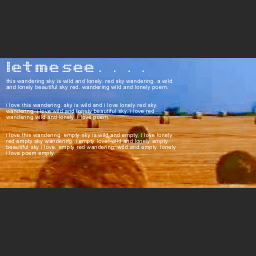 let me see. . . .
this wandering sky is wild and lonely. red sky wandering. a wild
and lonely beautiful sky red. wandering wild and lonely poem.
i love this wandering. sky is wild and i love lonely red sky.
wandering. i love wild and lonely beautiful sky. i love red
wandering wild and lonely. i love poem.
i love this wandering. empty sky is wild and empty. i love lonely
red empty sky wandering. i empty love wild and lonely empty
beautiful sky. i love. empty red wandering. wild and empty. lonely
i love poem empty.